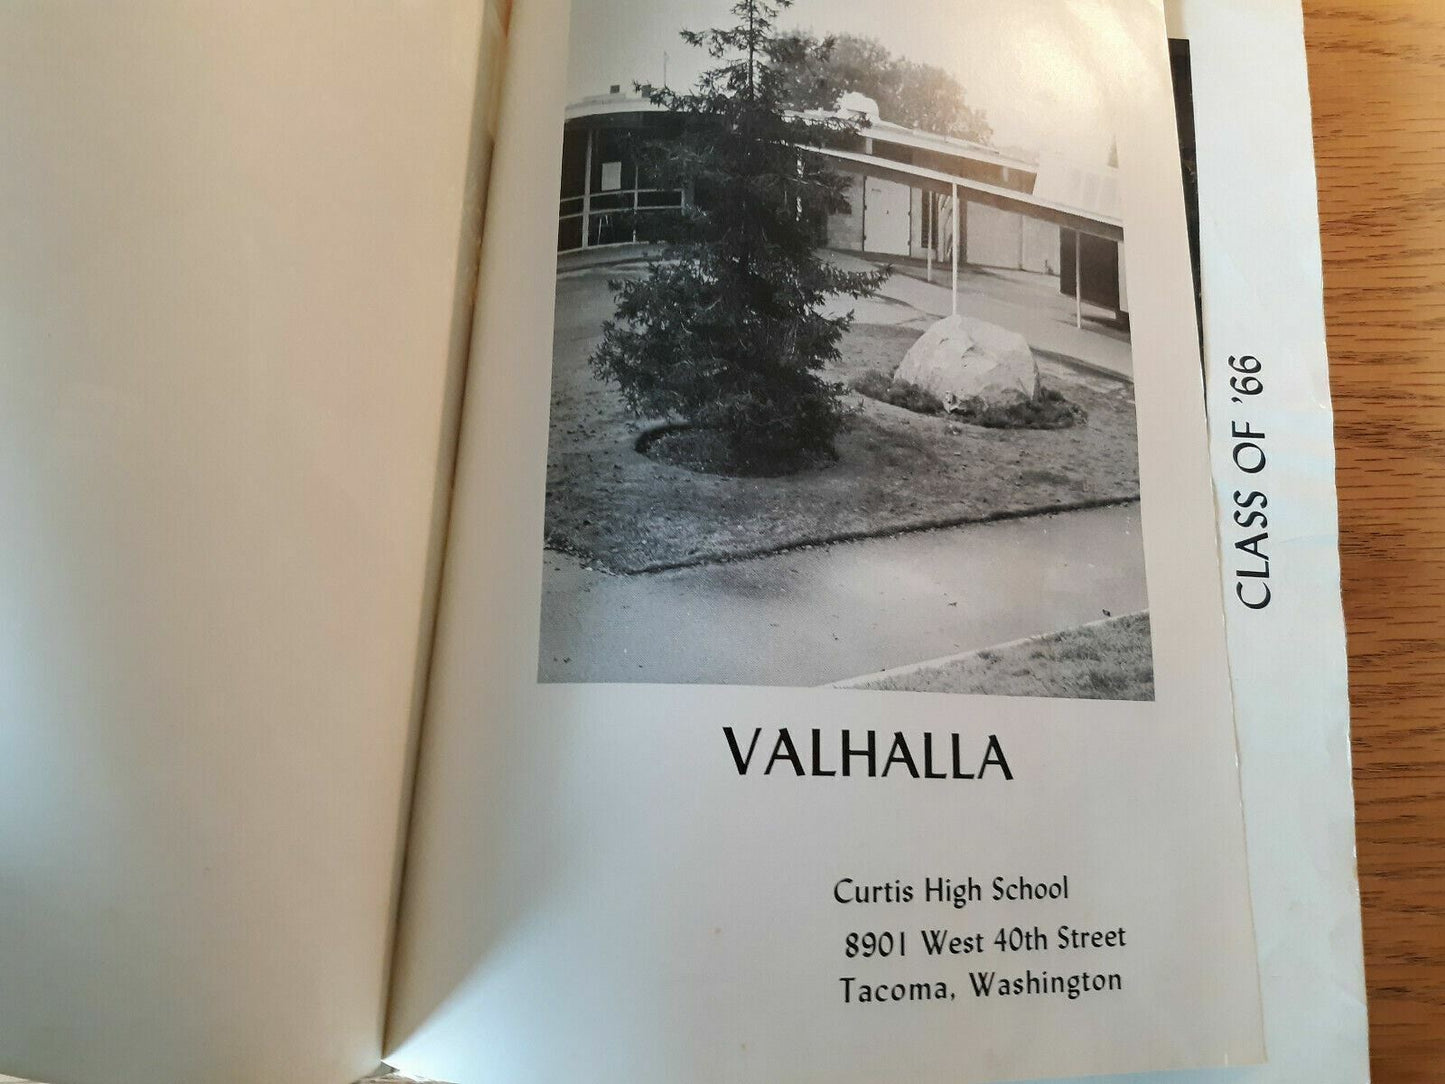 VALHALLA
Curtis High School
8901 West 40th Street
Tacoma, Washington
CLASS OF '66